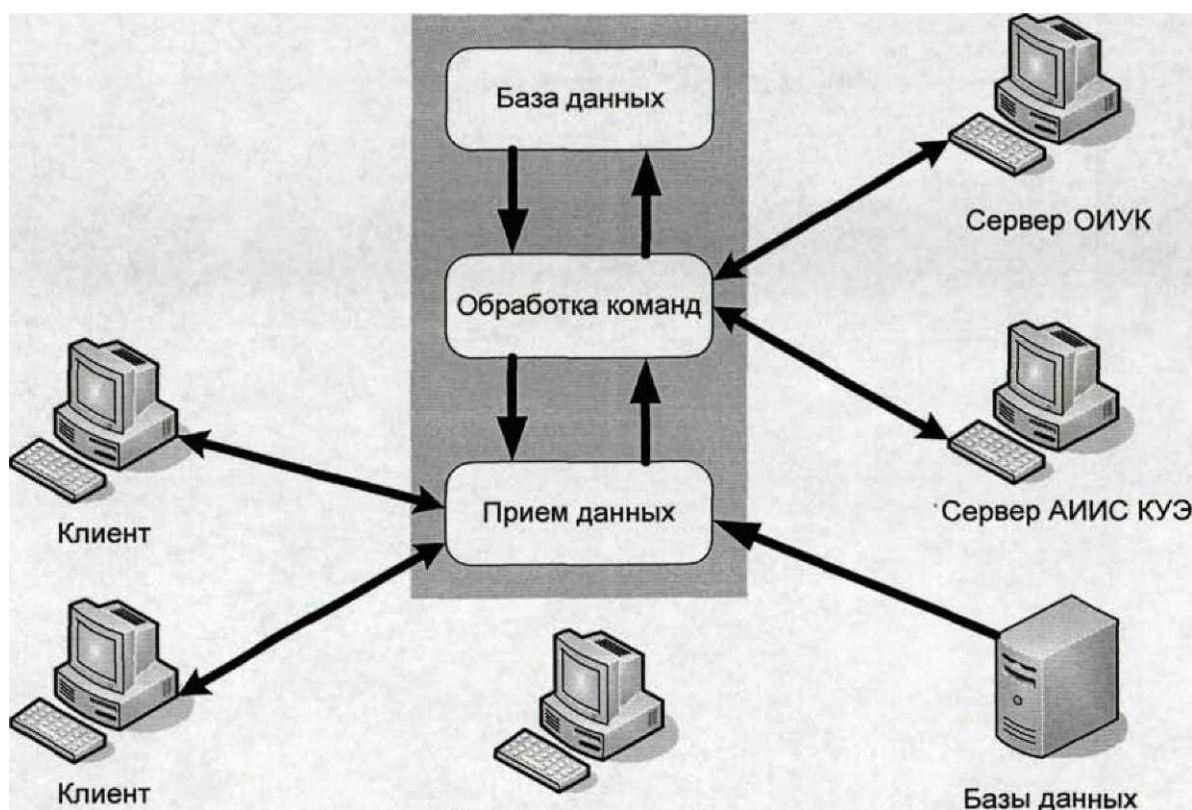 База данных
Сервер ОИУК
Обработка команд
Сервер АИИС КУЭ
Прием данных
Клиент
Клиент
Базы данных